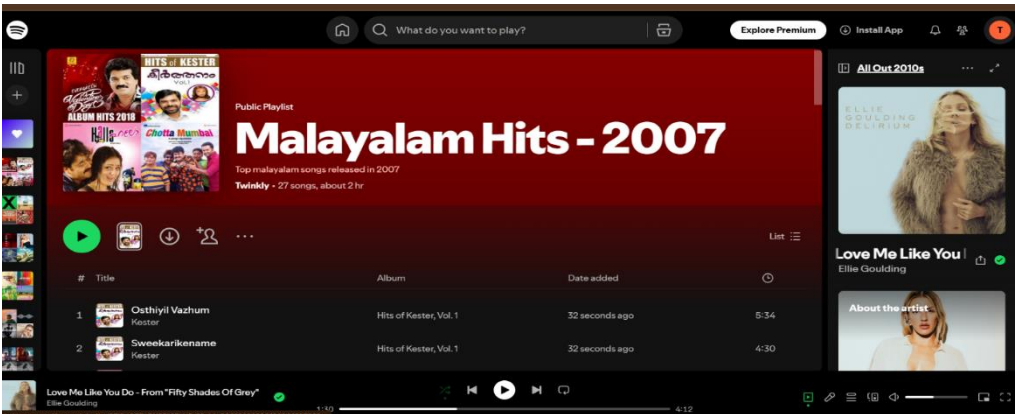 What do you want to play?
Explore Premium
Install App
T
HITS of KESTER
കീർത്തനം
VOL.1
ALBUM HITS 2018
Hallo
Chotta Mumbai
Public Playlist
Malayalam Hits - 2007
Top malayalam songs released in 2007
Twinkly • 27 songs, about 2 hr
List
# Title Album Date added
1 Osthiyil Vazhum Hits of Kester, Vol. 1 32 seconds ago 5:34
Kester
2 Sweekarikename Hits of Kester, Vol. 1 32 seconds ago 4:30
Kester
All Out 2010s
ELLIE
GOULDING
DELIRIUM
Love Me Like You
Ellie Goulding
About the artist
Love Me Like You Do - From "Fifty Shades Of Grey"
Ellie Goulding
1:30
4:12